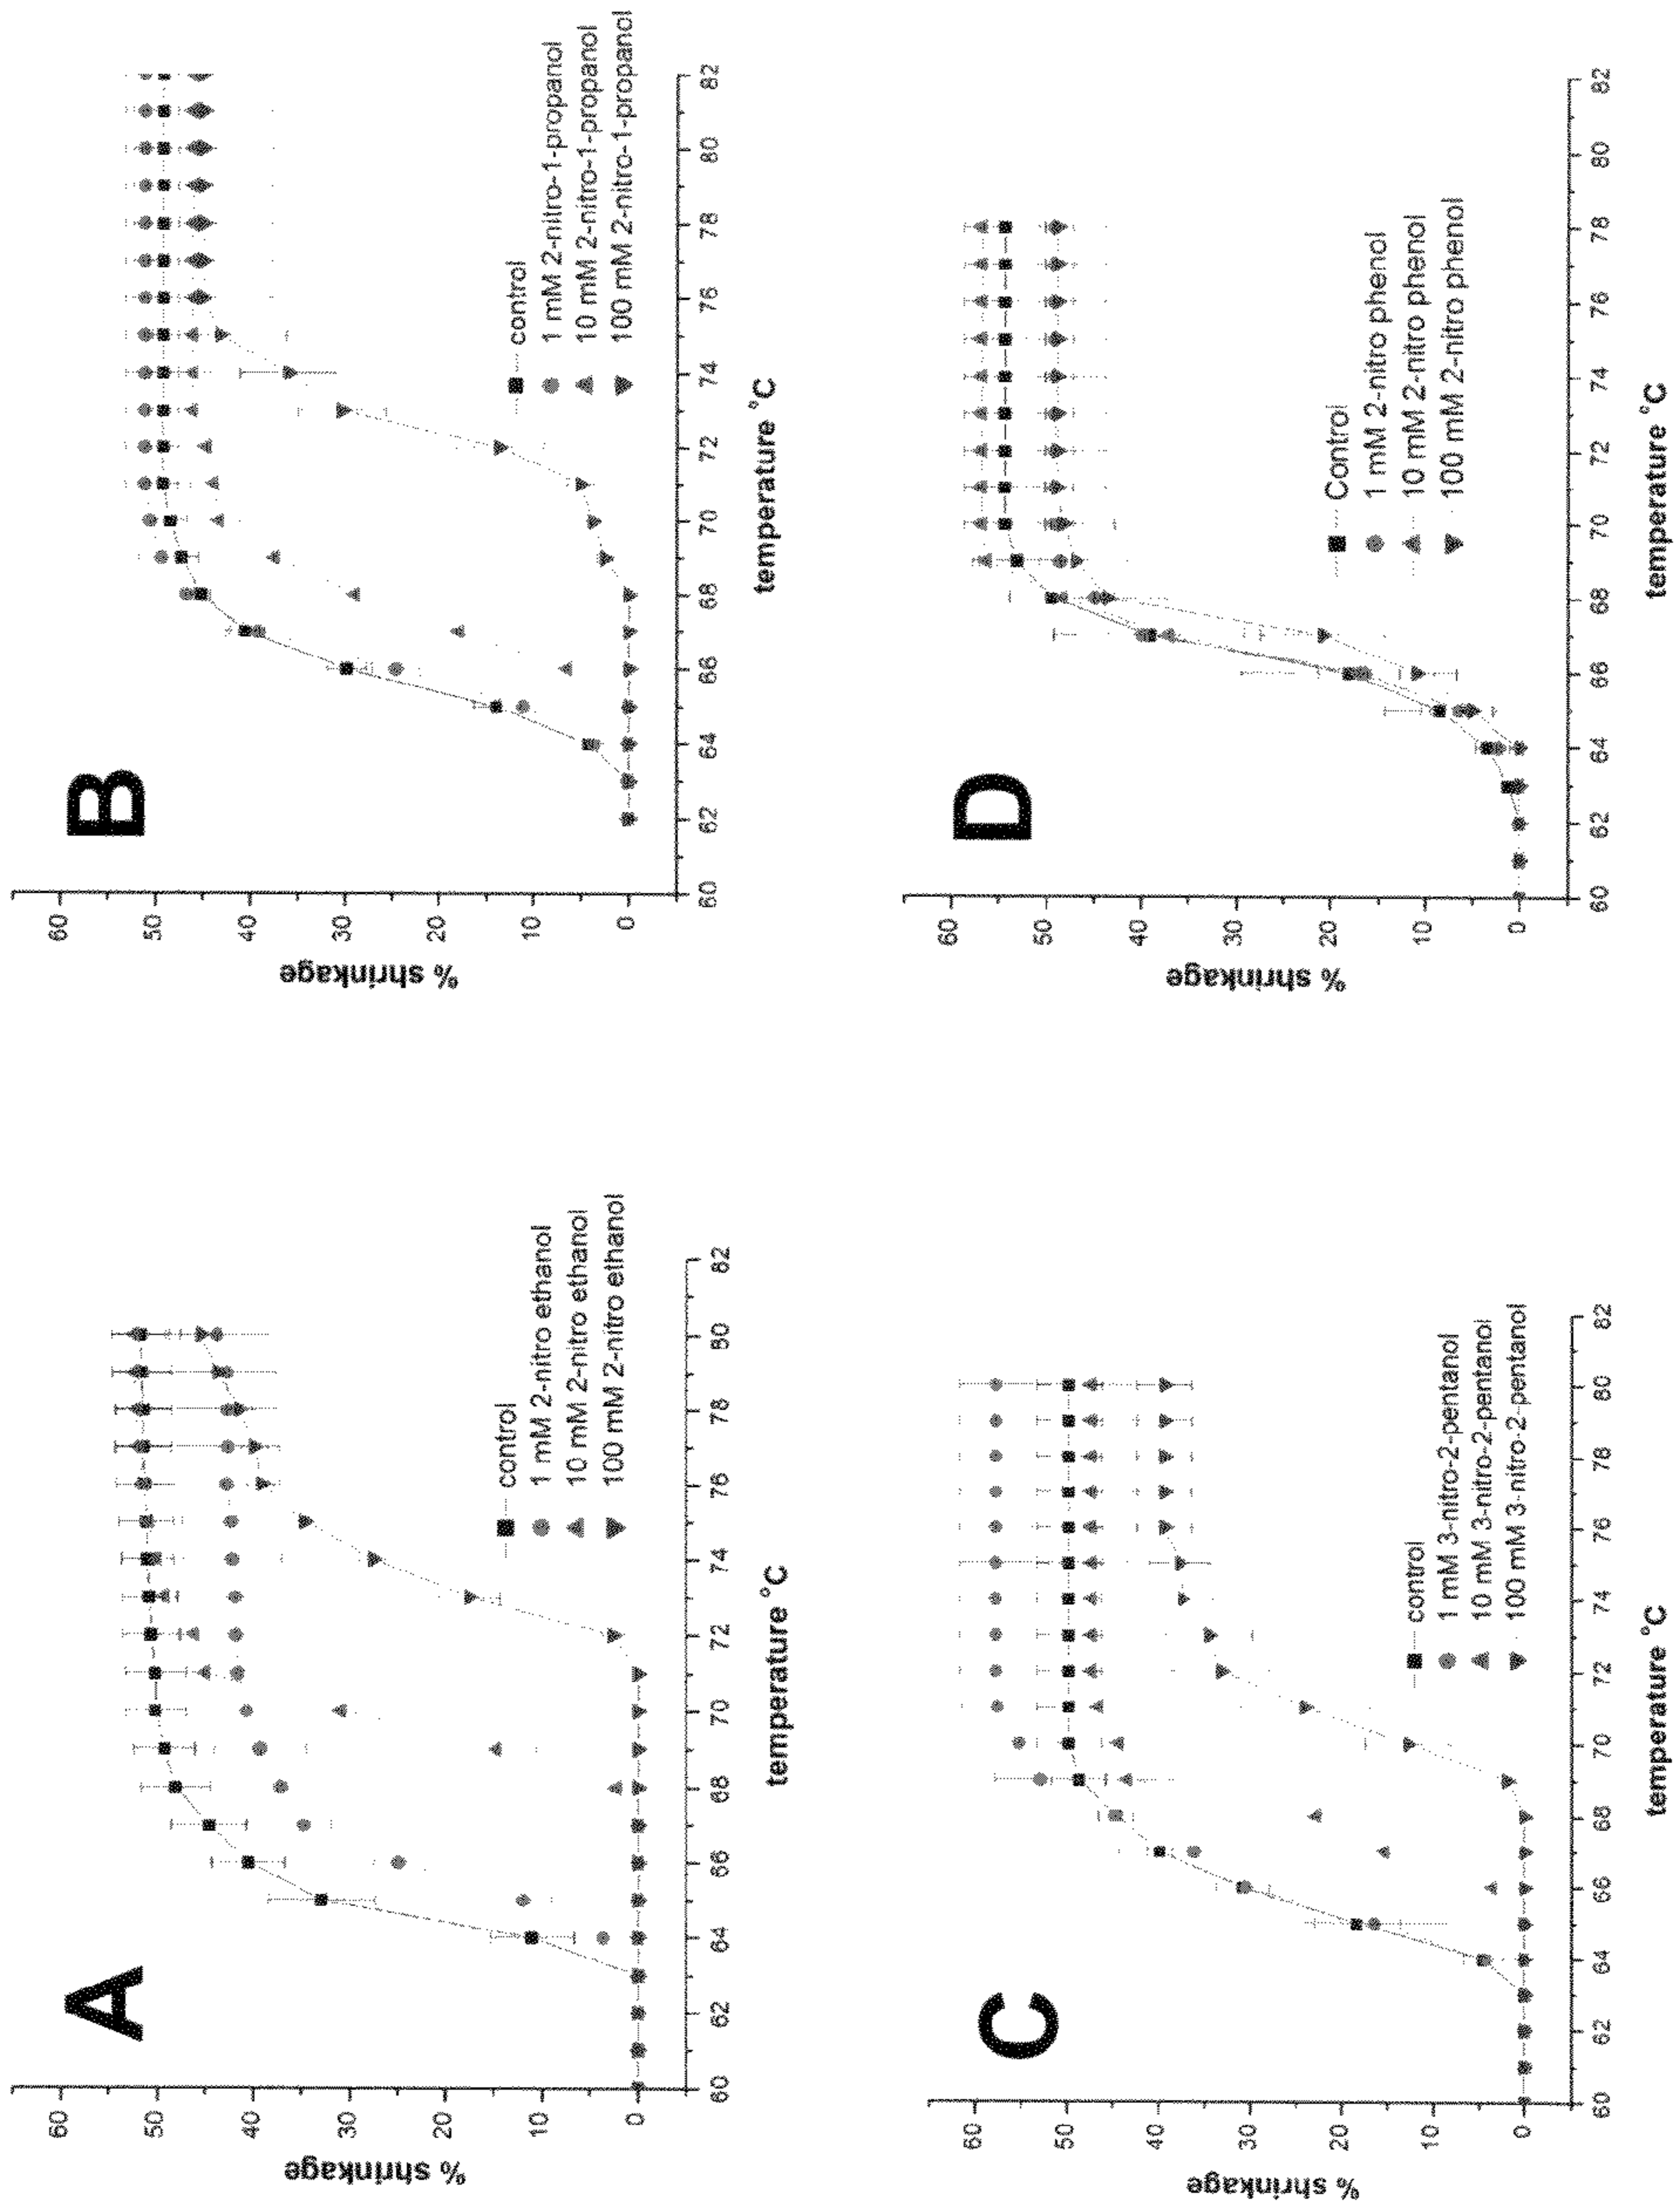 A
% shrinkage
60
50
40
30
20
10
0
60
62
64
66
68
70
72
74
76
78
80
82
temperature °C
control
1 mM 2-nitro ethanol
10 mM 2-nitro ethanol
100 mM 2-nitro ethanol
B
% shrinkage
60
50
40
30
20
10
0
60
62
64
66
68
70
72
74
76
78
80
82
temperature °C
control
1 mM 2-nitro-1-propanol
10 mM 2-nitro-1-propanol
100 mM 2-nitro-1-propanol
C
% shrinkage
60
50
40
30
20
10
0
60
62
64
66
68
70
72
74
76
78
80
82
temperature °C
control
1 mM 3-nitro-2-pentanol
10 mM 3-nitro-2-pentanol
100 mM 3-nitro-2-pentanol
D
% shrinkage
60
50
40
30
20
10
0
60
62
64
66
68
70
72
74
76
78
80
82
temperature °C
Control
1 mM 2-nitro phenol
10 mM 2-nitro phenol
100 mM 2-nitro phenol